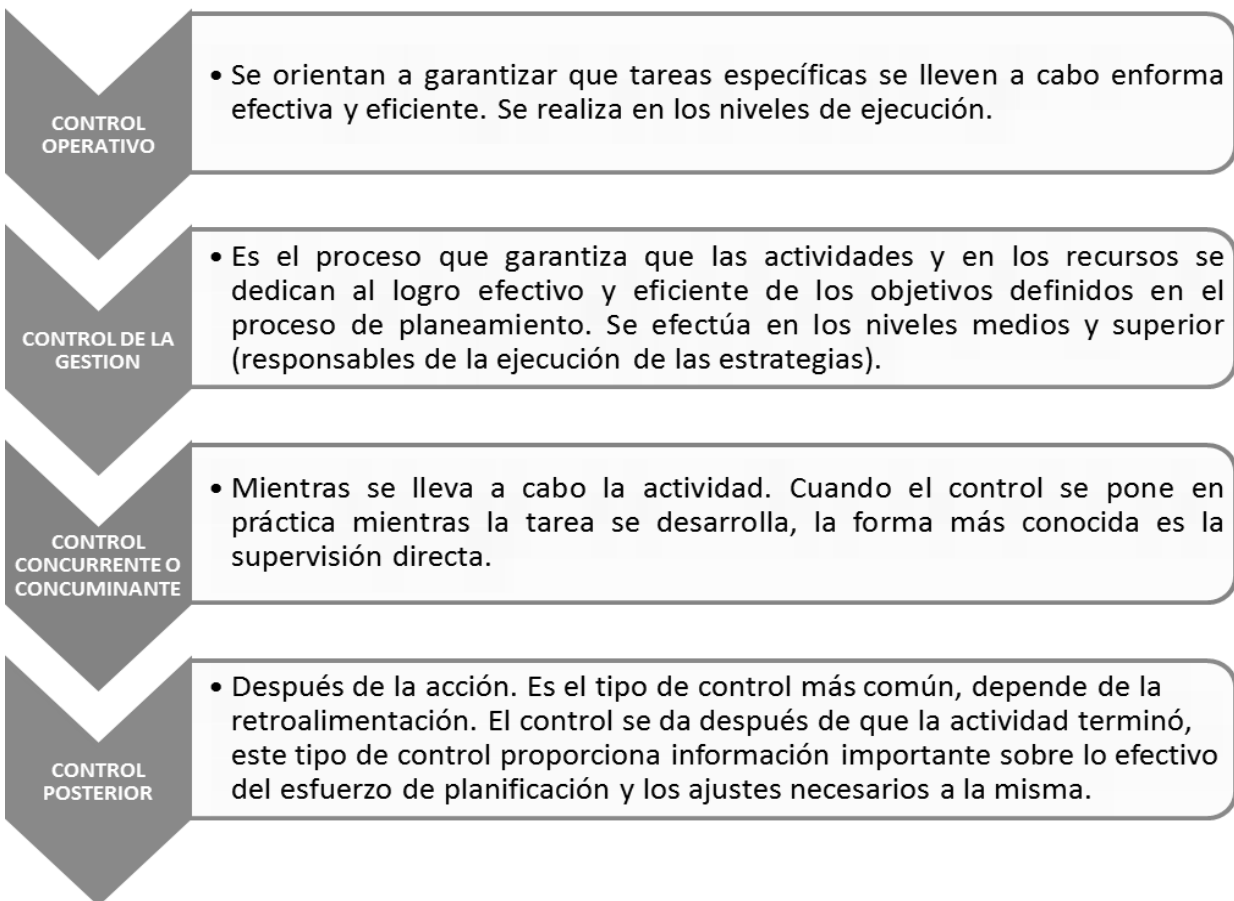 CONTROL
OPERATIVO
• Se orientan a garantizar que tareas específicas se lleven a cabo enforma
efectiva y eficiente. Se realiza en los niveles de ejecución.
CONTROL DE LA
GESTION
• Es el proceso que garantiza que las actividades y en los recursos se
dedican al logro efectivo y eficiente de los objetivos definidos en el
proceso de planeamiento. Se efectúa en los niveles medios y superior
(responsables de la ejecución de las estrategias).
CONTROL
CONCURRENTE O
CONCUMINANTE
• Mientras se lleva a cabo la actividad. Cuando el control se pone en
práctica mientras la tarea se desarrolla, la forma más conocida es la
supervisión directa.
CONTROL
POSTERIOR
• Después de la acción. Es el tipo de control más común, depende de la
retroalimentación. El control se da después de que la actividad terminó,
este tipo de control proporciona información importante sobre lo efectivo
del esfuerzo de planificación y los ajustes necesarios a la misma.